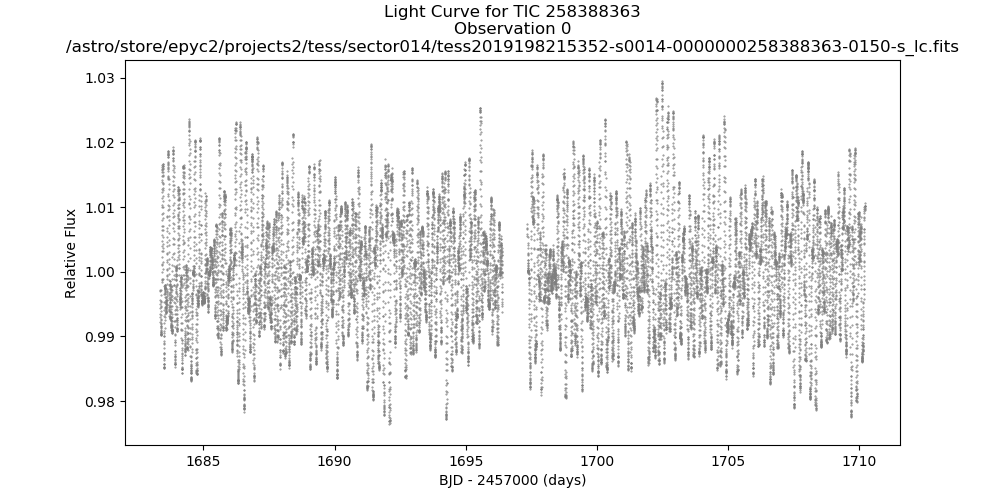 Light Curve for TIC 258388363
Observation 0
/astro/store/epyc2/projects2/tess/sector014/tess2019198215352-s0014-0000000258388363-0150-s_lc.fits
1.03
1.02
1.01
1.00
0.99
0.98
Relative Flux
1685
1690
1695
1700
1705
1710
BJD - 2457000 (days)